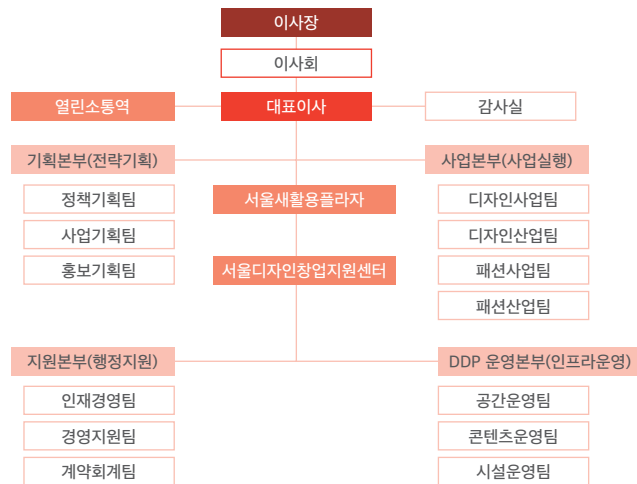 이사장
이사회
열린소통역
대표이사
감사실
기획본부(전략기획)
사업본부(사업실행)
정책기획팀
서울새활용플라자
디자인사업팀
사업기획팀
디자인산업팀
홍보기획팀
서울디자인창업지원센터
패션사업팀
패션산업팀
지원본부(행정지원)
DDP 운영본부(인프라운영)
인재경영팀
공간운영팀
경영지원팀
콘텐츠운영팀
계약회계팀
시설운영팀